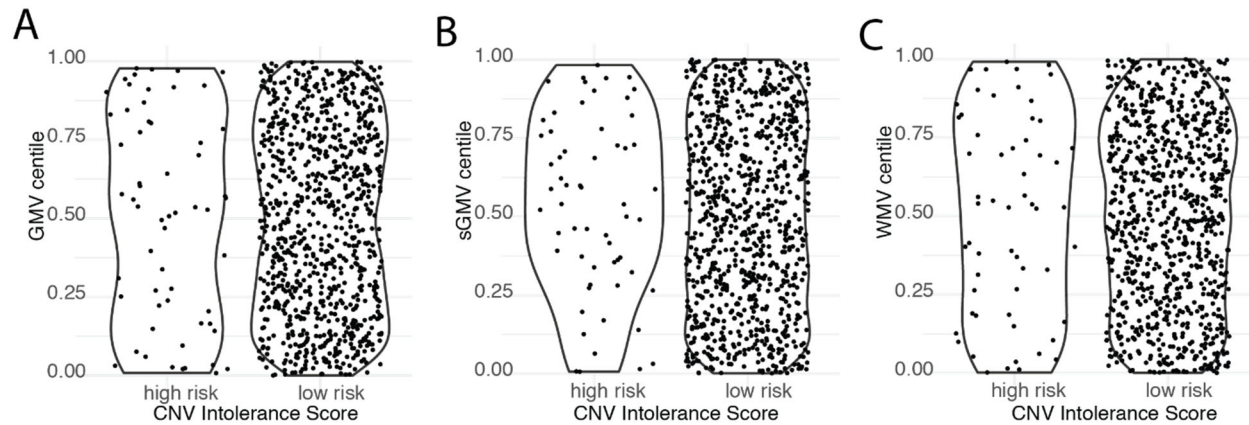 A
GMV centile
1.00
0.75
0.50
0.25
0.00
high risk low risk
CNV Intolerance Score
B
sGMV centile
1.00
0.75
0.50
0.25
0.00
high risk low risk
CNV Intolerance Score
C
WMV centile
1.00
0.75
0.50
0.25
0.00
high risk low risk
CNV Intolerance Score